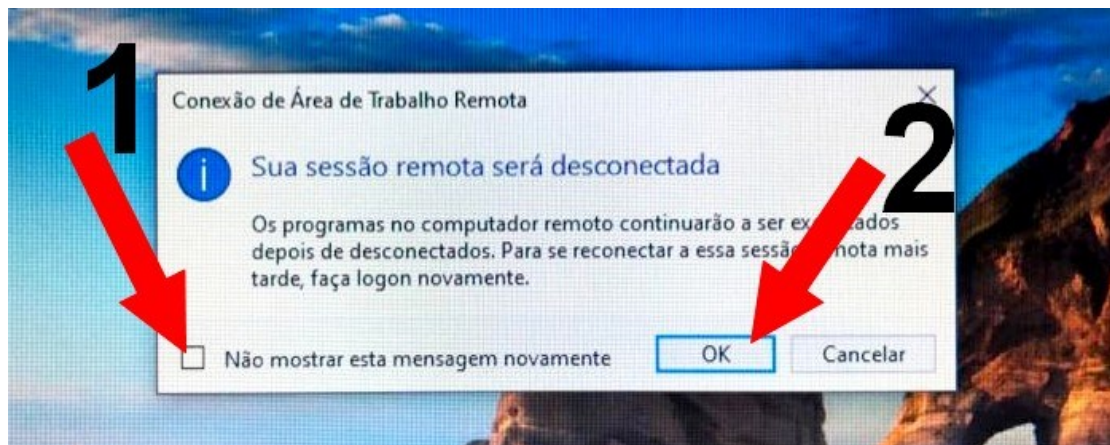 1
Conexão de Área de Trabalho Remota
2
Sua sessão remota será desconectada
Os programas no computador remoto continuarão a ser
depois de desconectados. Para se reconectar a essa mais
tarde, faça logon novamente.
Não mostrar esta mensagem novamente
OK
Cancelar